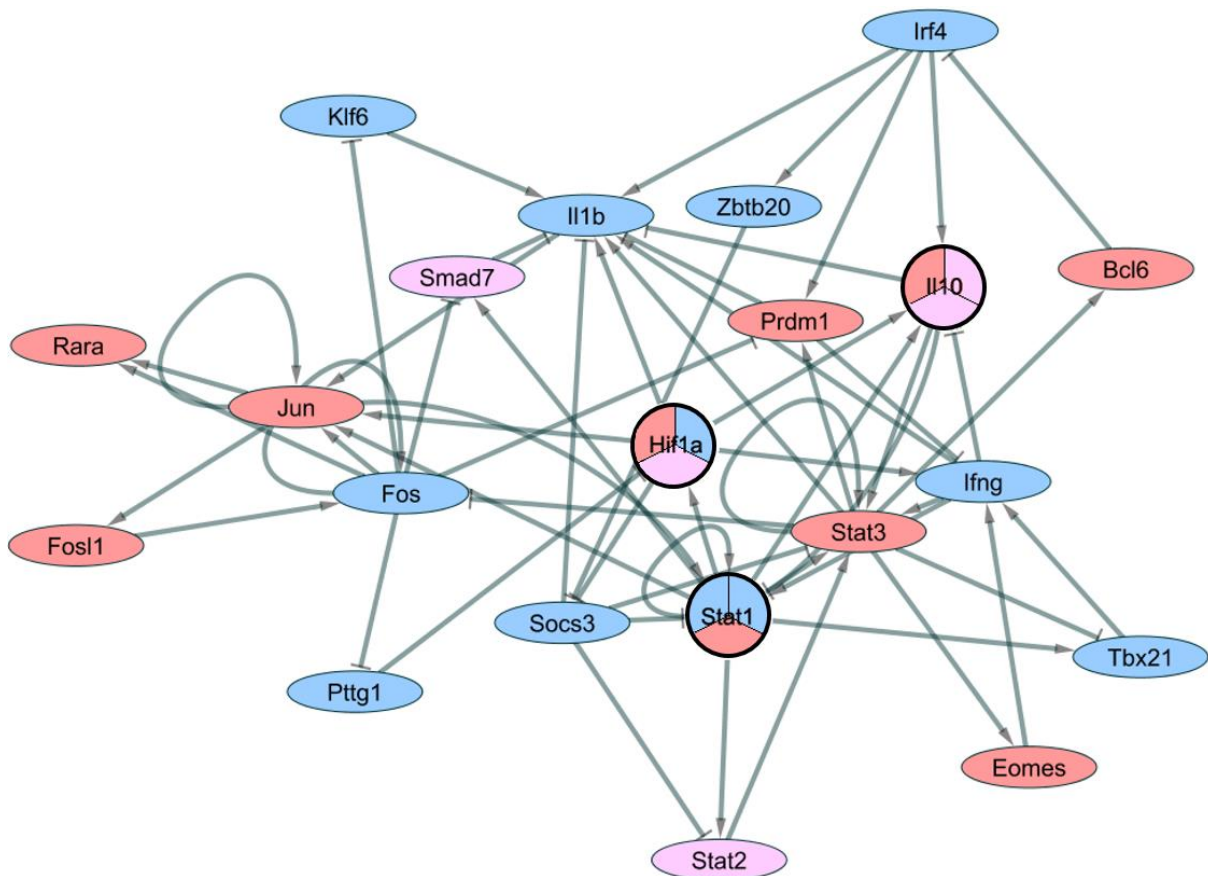 Irf4
Klf6
Zbtb20
Il1b
Bcl6
Smad7
Il10
Prdm1
Rara
Jun
Hif1a
Ifng
Fos
Stat3
Fosl1
Stat1
Socs3
Tbx21
Pttg1
Eomes
Stat2